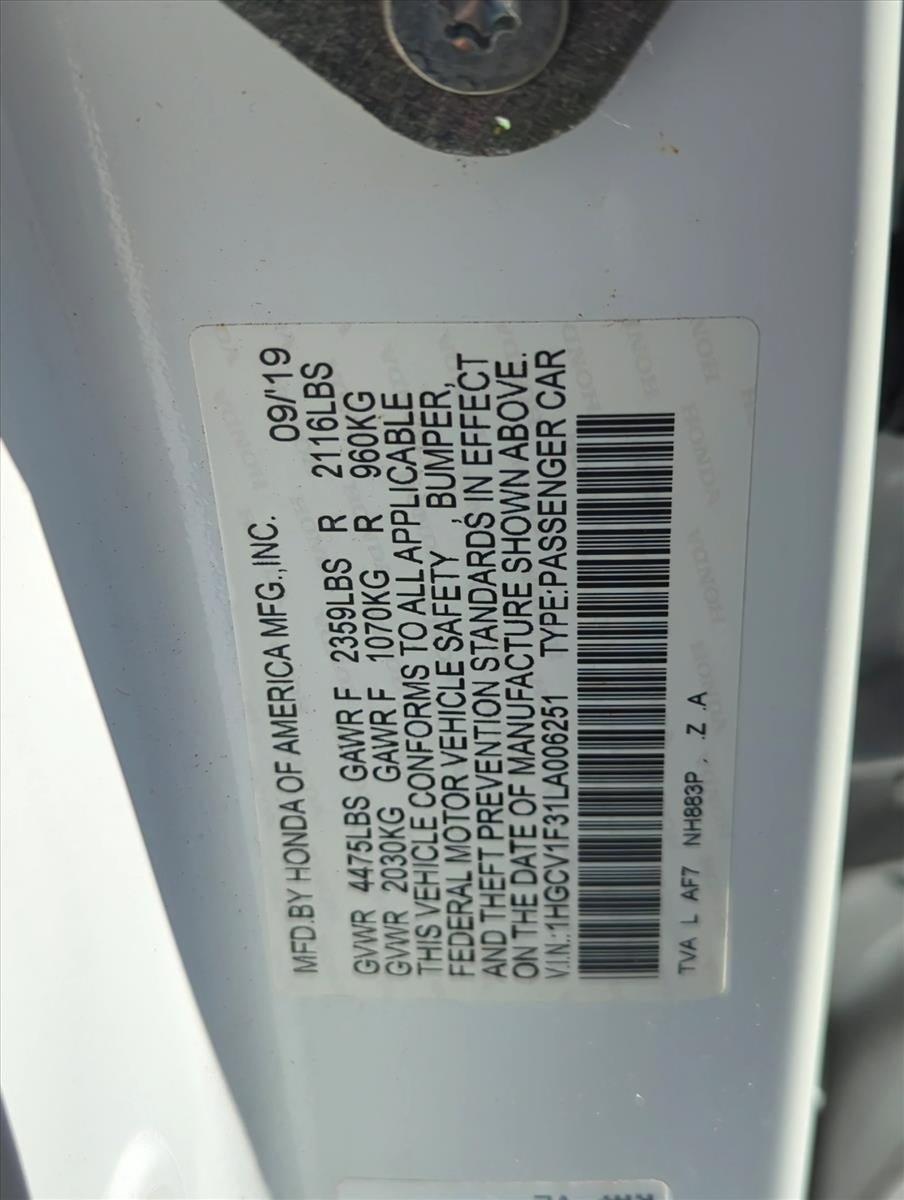 MFD.BY HONDA OF AMERICA MFG.,INC. 09/'19
GVWR 4475LBS GAWR F 2359LBS R 2116LBS
GVWR 2030KG GAWR F 1070KG R 960KG
THIS VEHICLE CONFORMS TO ALL APPLICABLE
FEDERAL MOTOR VEHICLE SAFETY , BUMPER,
AND THEFT PREVENTION STANDARDS IN EFFECT
ON THE DATE OF MANUFACTURE SHOWN ABOVE.
V.I.N.:1HGCV1F31LA006251 TYPE:PASSENGER CAR
TVA L AF7 NH883P, .Z .A